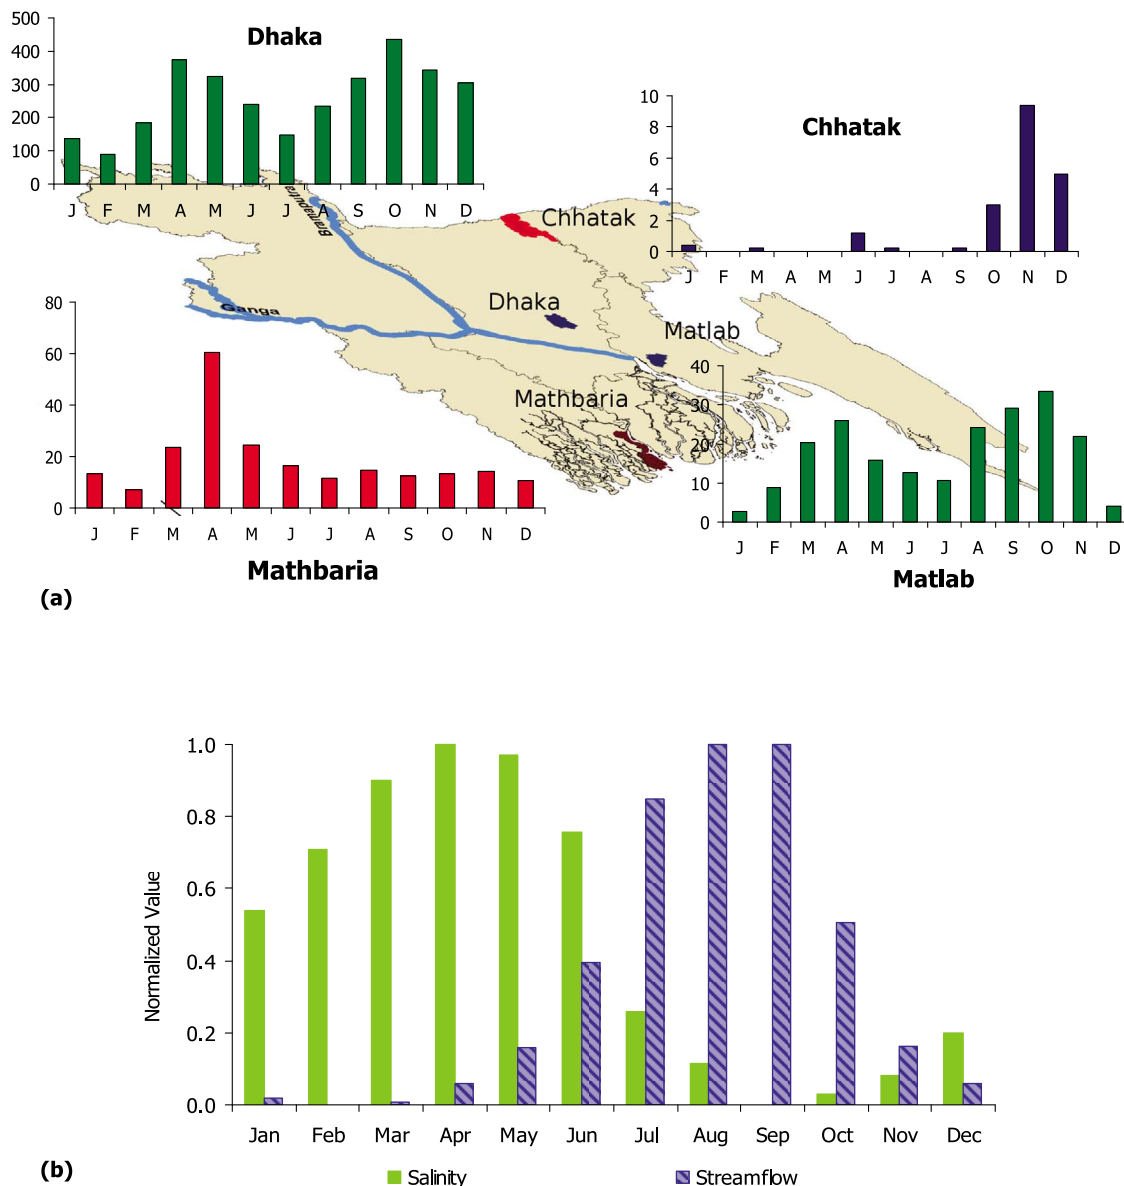 Dhaka
500
400
300
200
100
0
J F M A M J J A S O N D
Chhatak
10
8
6
4
2
0
J F M A M J J A S O N D
Chhatak
Dhaka
Ganga
Matlab
Mathbaria
80
60
40
20
0
J F M A M J J A S O N D
Mathbaria
40
30
20
10
0
J F M A M J J A S O N D
Matlab
(a)
Normalized Value
1.0
0.8
0.6
0.4
0.2
0.0
Jan Feb Mar Apr May Jun Jul Aug Sep Oct Nov Dec
Salinity Streamflow
(b)